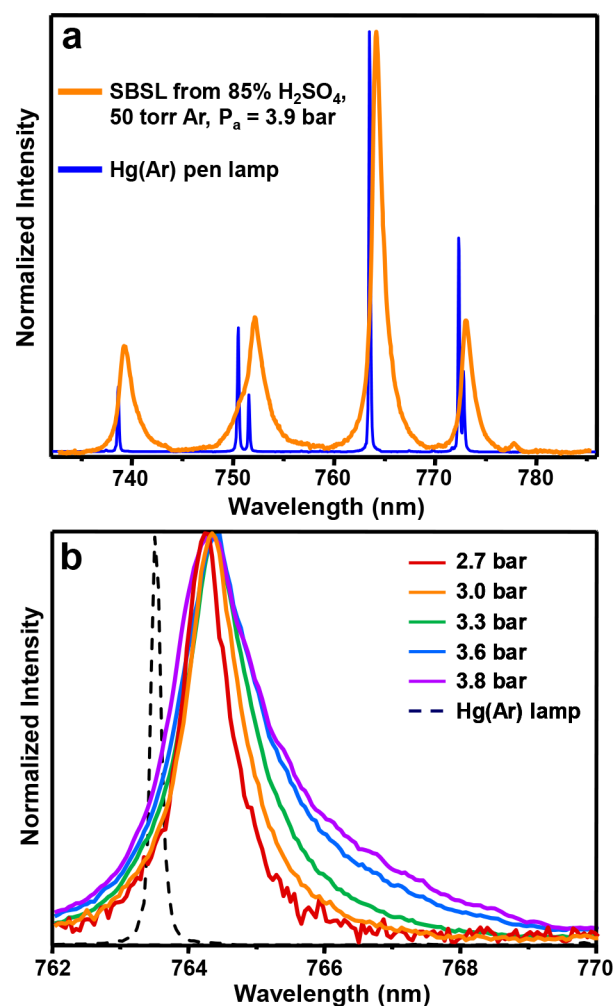 a
SBSL from 85% H₂SO₄,
50 torr Ar, Pₐ = 3.9 bar
Hg(Ar) pen lamp
Normalized Intensity
740 750 760 770 780
Wavelength (nm)
b
2.7 bar
3.0 bar
3.3 bar
3.6 bar
3.8 bar
Hg(Ar) lamp
Normalized Intensity
762 764 766 768 770
Wavelength (nm)